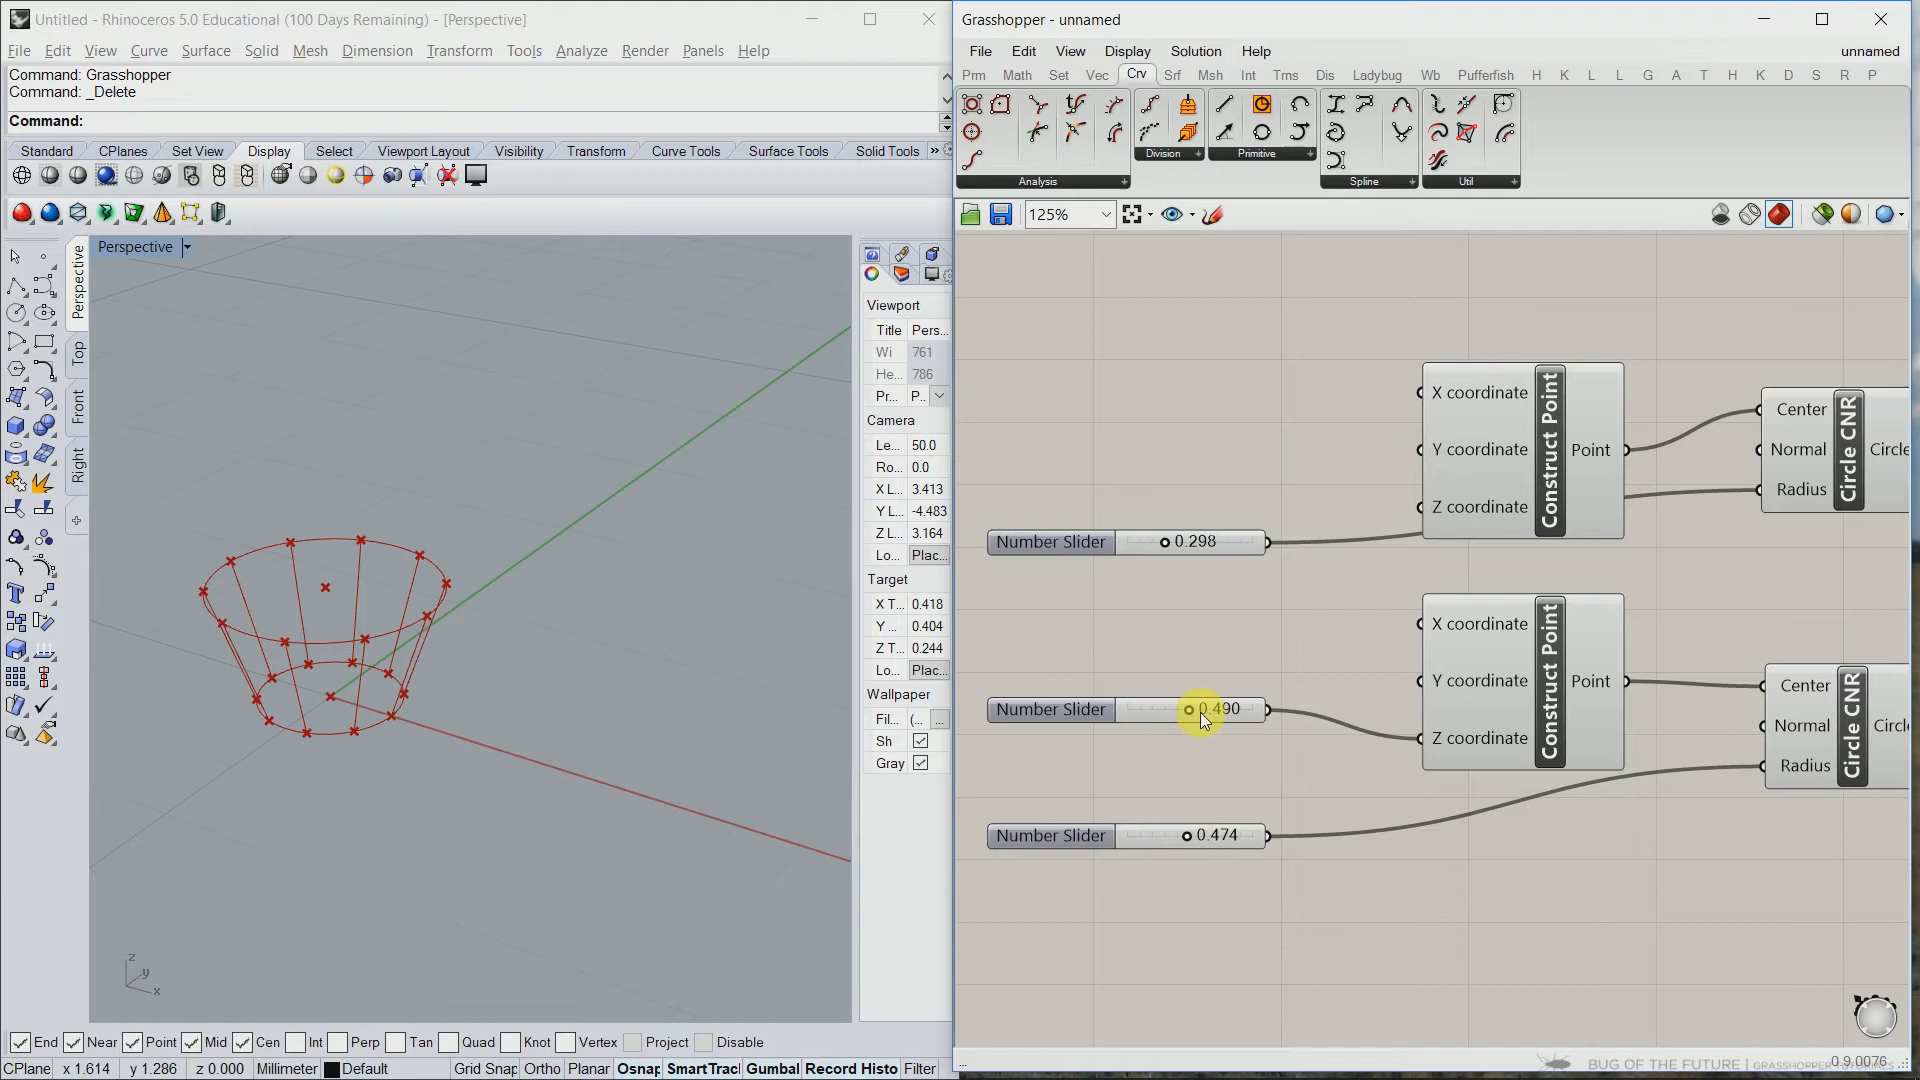 Untitled - Rhinoceros 5.0 Educational (100 Days Remaining) - [Perspective]
File Edit View Curve Surface Solid Mesh Dimension Transform Tools Analyze Render Panels Help
Command: Grasshopper
Command: _Delete
Command:
Standard CPlanes Set View Display Select Viewport Layout Visibility Transform Curve Tools Surface Tools Solid Tools »
Perspective
Perspective
Top
Front
Right
Viewport
Title Pers...
Wi 761
He... 786
Pr... P...
Camera
Le... 50.0
Ro... 0.0
X L... 3.413
Y L... -4.483
Z L... 3.164
Lo... Plac...
Target
X T... 0.418
Y ... 0.404
Z T... 0.244
Lo... Plac...
Wallpaper
Fil... (... ...
Sh
Gray
z
y
x
End Near Point Mid Cen Int Perp Tan Quad Knot Vertex Project Disable
CPlane x 1.614 y 1.286 z 0.000 Millimeter Default Grid Snap Ortho Planar Osnap SmartTrack Gumbal Record Histo Filter
Grasshopper - unnamed
File Edit View Display Solution Help unnamed
Prm Math Set Vec Crv Srf Msh Int Trns Dis Ladybug Wb Pufferfish H K L L G A T H K D S R P
Analysis Division Primitive Spline Util
125%
X coordinate
Y coordinate
Z coordinate
Construct Point
Point
Center
Normal
Radius
Circle CNR
Circle
Number Slider 0.298
X coordinate
Y coordinate
Z coordinate
Construct Point
Point
Center
Normal
Radius
Circle CNR
Circl
Number Slider 0.490
Number Slider 0.474
...
BUG OF THE FUTURE | GRASSHOPPER TUTORIALS
0.9.0076